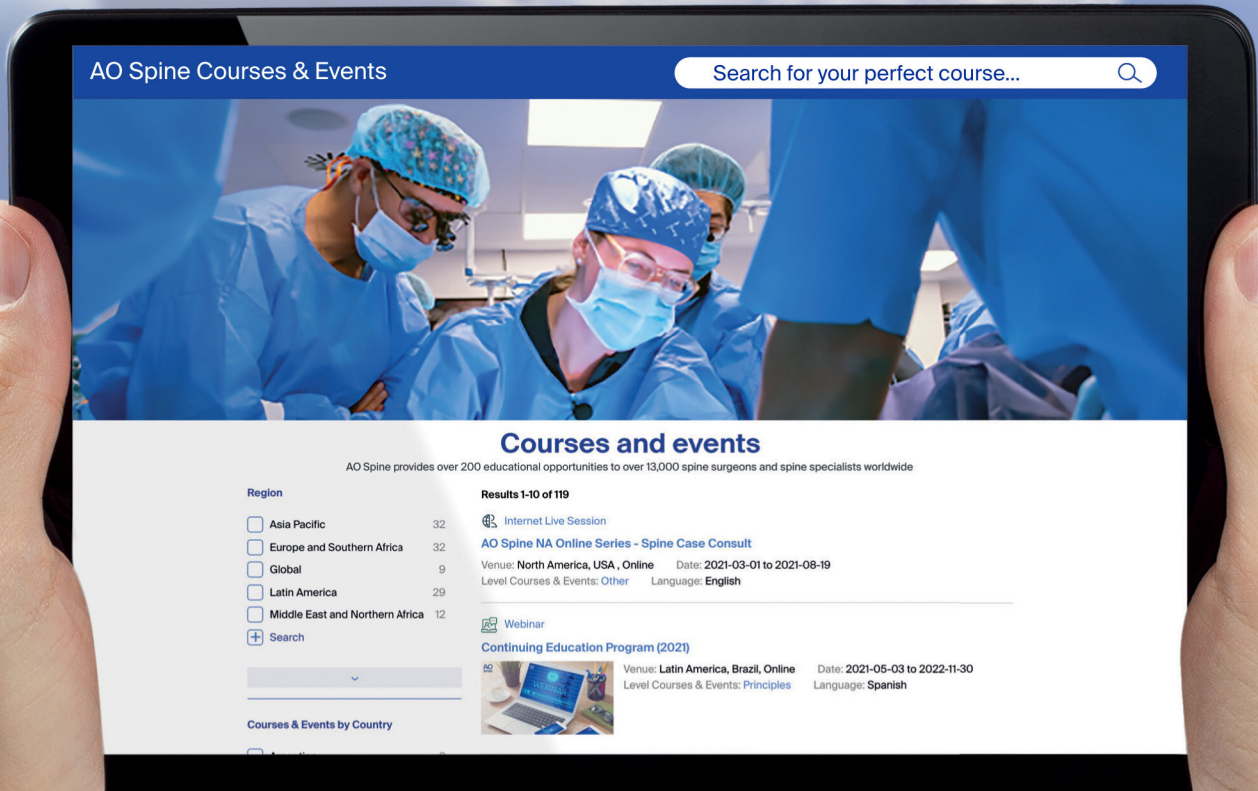 AO Spine Courses & Events
Search for your perfect course...
Courses and events
AO Spine provides over 200 educational opportunities to over 13,000 spine surgeons and spine specialists worldwide
Region
Asia Pacific 32
Europe and Southern Africa 32
Global 9
Latin America 29
Middle East and Northern Africa 12
Search
Courses & Events by Country
Results 1-10 of 119
Internet Live Session
AO Spine NA Online Series - Spine Case Consult
Venue: North America, USA , Online Date: 2021-03-01 to 2021-08-19
Level Courses & Events: Other Language: English
Webinar
Continuing Education Program (2021)
AO
WEBINAR
Venue: Latin America, Brazil, Online Date: 2021-05-03 to 2022-11-30
Level Courses & Events: Principles Language: Spanish